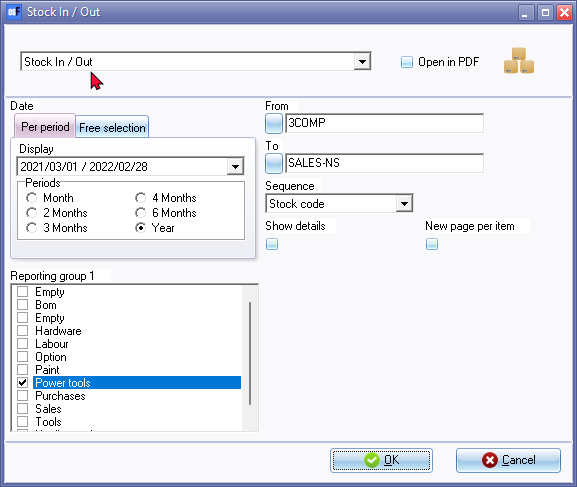 Stock In / Out
Stock In / Out
Open in PDF
Date
Per period
Free selection
Display
2021/03/01 / 2022/02/28
Periods
Month
4 Months
2 Months
6 Months
3 Months
Year
From
3COMP
To
SALES-NS
Sequence
Stock code
Show details
New page per item
Reporting group 1
Empty
Bom
Empty
Hardware
Labour
Option
Paint
Power tools
Purchases
Sales
Tools
OK
Cancel